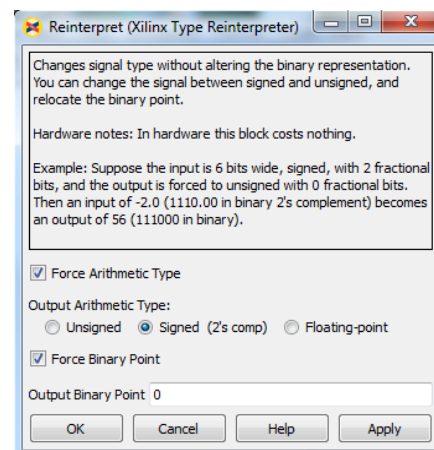 Reinterpret (Xilinx Type Reinterpreter)
Changes signal type without altering the binary representation.
You can change the signal between signed and unsigned, and
relocate the binary point.
Hardware notes: In hardware this block costs nothing.
Example: Suppose the input is 6 bits wide, signed, with 2 fractional
bits, and the output is forced to unsigned with 0 fractional bits.
Then an input of -2.0 (1110.00 in binary 2's complement) becomes
an output of 56 (111000 in binary).
Force Arithmetic Type
Output Arithmetic Type:
Unsigned Signed (2's comp) Floating-point
Force Binary Point
Output Binary Point 0
OK Cancel Help Apply